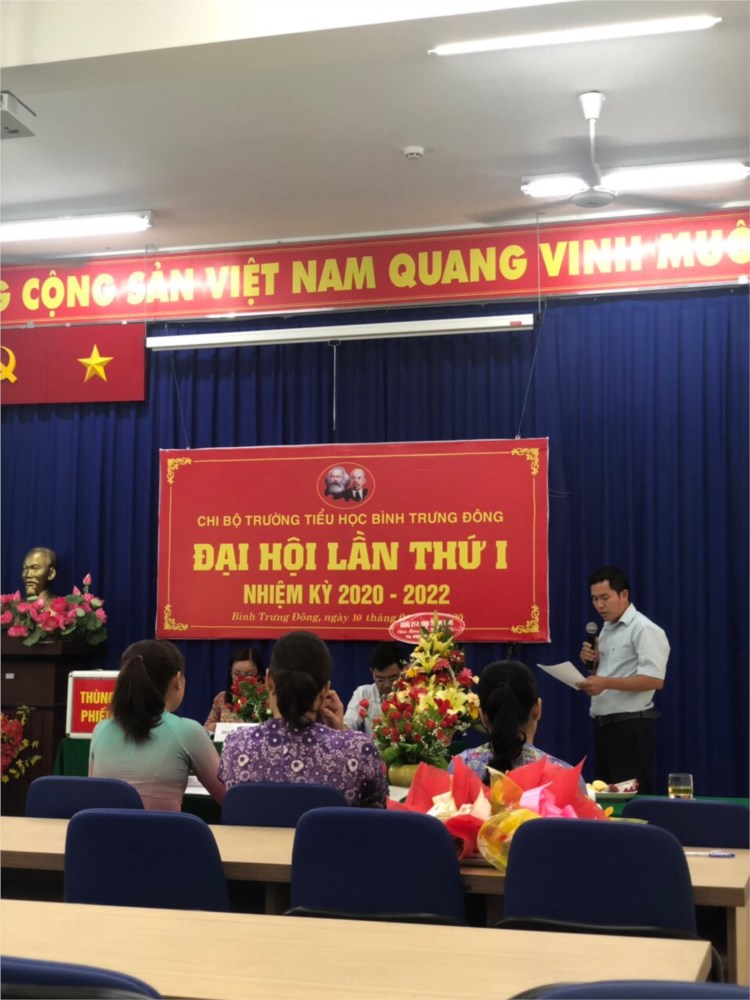 G CỘNG SẢN VIỆT NAM QUANG VINH MUÔ
CHI BỘ TRƯỜNG TIỂU HỌC BÌNH TRƯNG ĐÔNG
ĐẠI HỘI LẦN THỨ I
NHIỆM KỲ 2020 - 2022
Bình Trưng Đông, ngày 10 tháng
THÙNG
PHIẾ